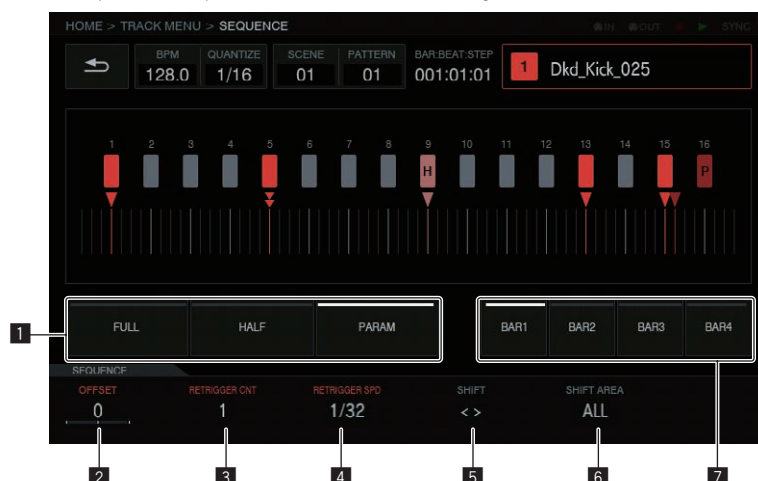 HOME > TRACK MENU > SEQUENCE IN OUT SYNC
BPM QUANTIZE SCENE PATTERN BAR:BEAT:STEP
128.0 1/16 01 01 001:01:01 1 Dkd_Kick_025
1 2 3 4 5 6 7 8 9 10 11 12 13 14 15 16
H P
1 FULL HALF PARAM BAR1 BAR2 BAR3 BAR4
SEQUENCE
OFFSET RETRIGGER CNT RETRIGGER SPD SHIFT SHIFT AREA
0 1 1/32 < > ALL
2 3 4 5 6 7